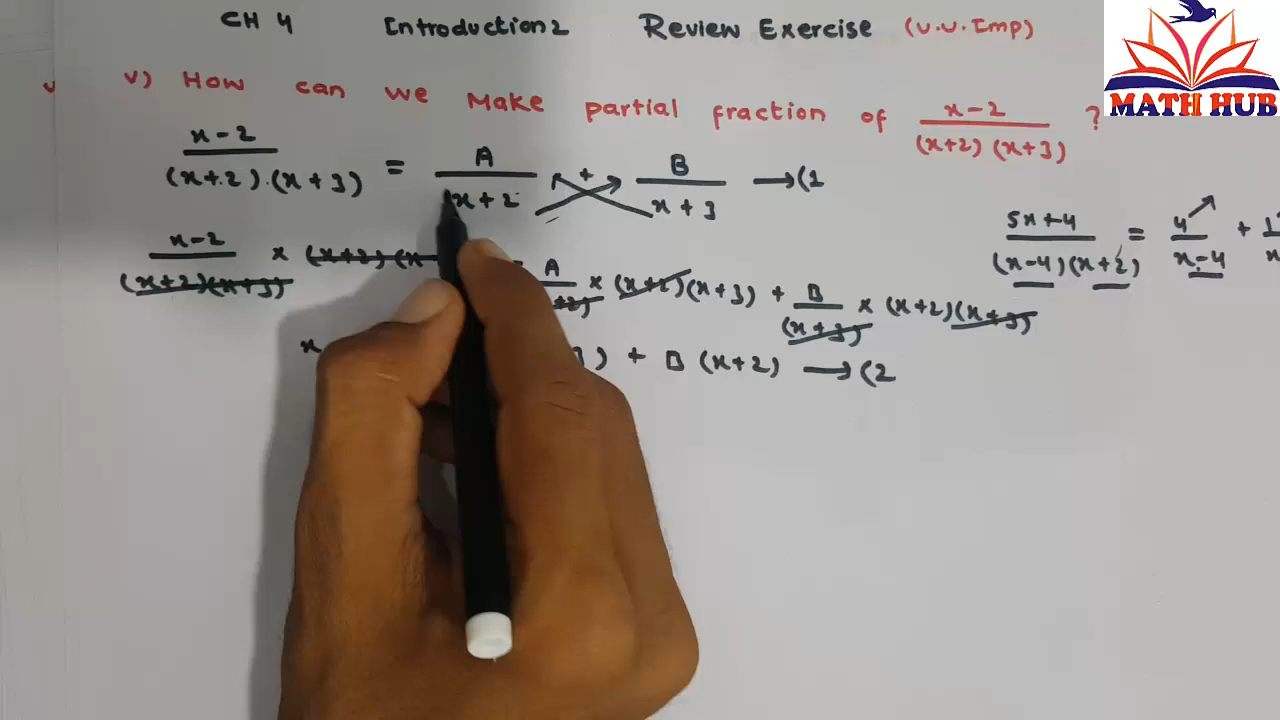 CH 4 Introduction2 Review Exercise (v.v.Imp)
MATH HUB
v) How can we Make partial fraction of x-2/(x+2)(x+3) ?
x-2/(x+2).(x+3) = A/x+2 + B/x+3 →(1
5x+4/(x-4)(x+2) = 4/x-4 +
x-2/(x+2)(x+3) × (x+2)(x = A/+2) × (x+2)(x+3) + B/(x+3) × (x+2)(x+3)
x 3) + B(x+2) →(2